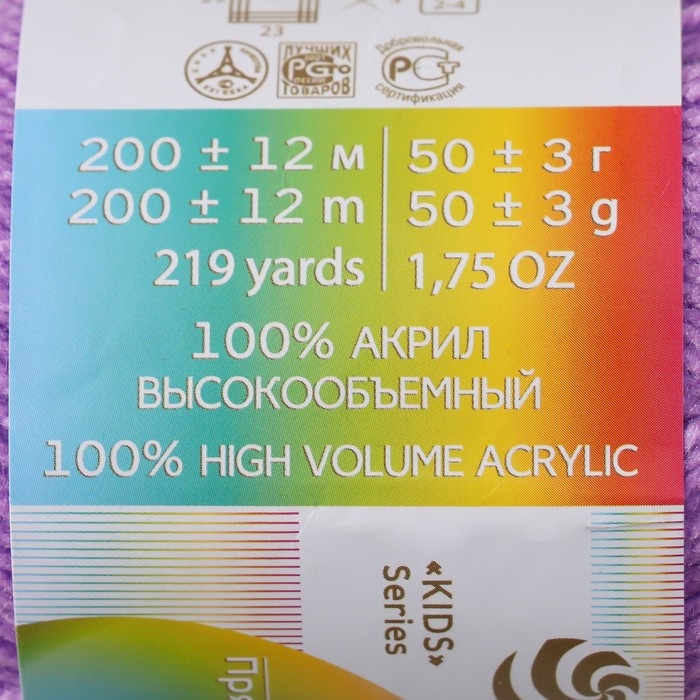 2-4
23
ЛУЧШИХ
ТОВАРОВ
Добровольная
РСТ
сертификация
200 ± 12 м 50 ± 3 г
200 ± 12 m 50 ± 3 g
219 yards 1,75 OZ
100% АКРИЛ
ВЫСОКООБЪЕМНЫЙ
100% HIGH VOLUME ACRYLIC
«KIDS»
Series